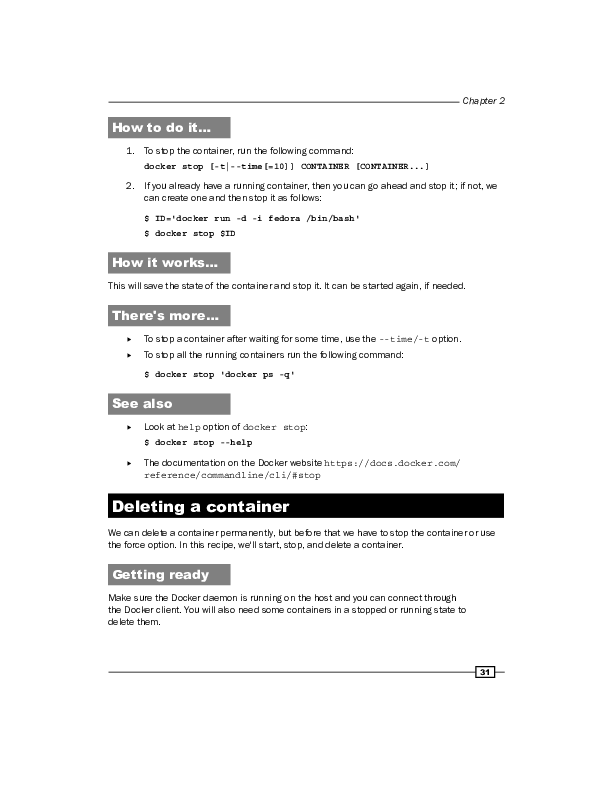 Chapter 2
How to do it…
1. To stop the container, run the following command:
docker stop [-t|--time[=10]] CONTAINER [CONTAINER...]
2. If you already have a running container, then you can go ahead and stop it; if not, we
can create one and then stop it as follows:
$ ID='docker run -d -i fedora /bin/bash'
$ docker stop $ID
How it works…
This will save the state of the container and stop it. It can be started again, if needed.
There's more…
► To stop a container after waiting for some time, use the --time/-t option.
► To stop all the running containers run the following command:
$ docker stop 'docker ps -q'
See also
► Look at help option of docker stop:
$ docker stop --help
► The documentation on the Docker website https://docs.docker.com/
reference/commandline/cli/#stop
Deleting a container
We can delete a container permanently, but before that we have to stop the container or use
the force option. In this recipe, we'll start, stop, and delete a container.
Getting ready
Make sure the Docker daemon is running on the host and you can connect through
the Docker client. You will also need some containers in a stopped or running state to
delete them.
31